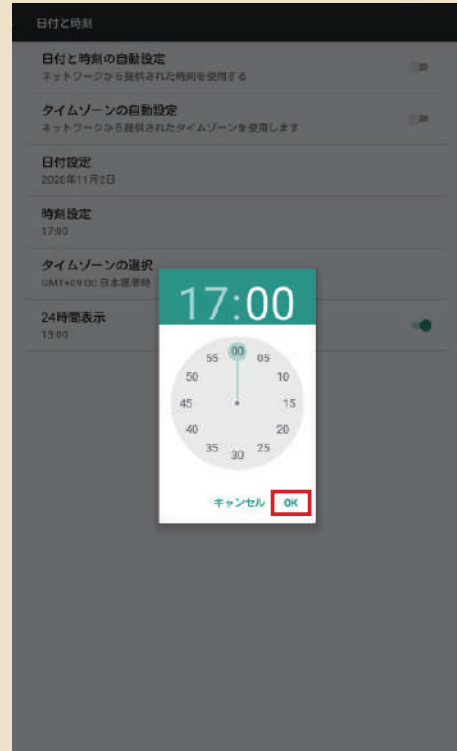 日付と時刻
日付と時刻の自動設定
ネットワークから提供された時刻を使用する
タイムゾーンの自動設定
ネットワークから提供されたタイムゾーンを使用します
日付設定
2020年11月2日
時刻設定
17:00
タイムゾーンの選択
GMT+09:00 日本標準時
24時間表示
13:00
17:00
00
05
10
15
20
25
30
35
40
45
50
55
キャンセル OK